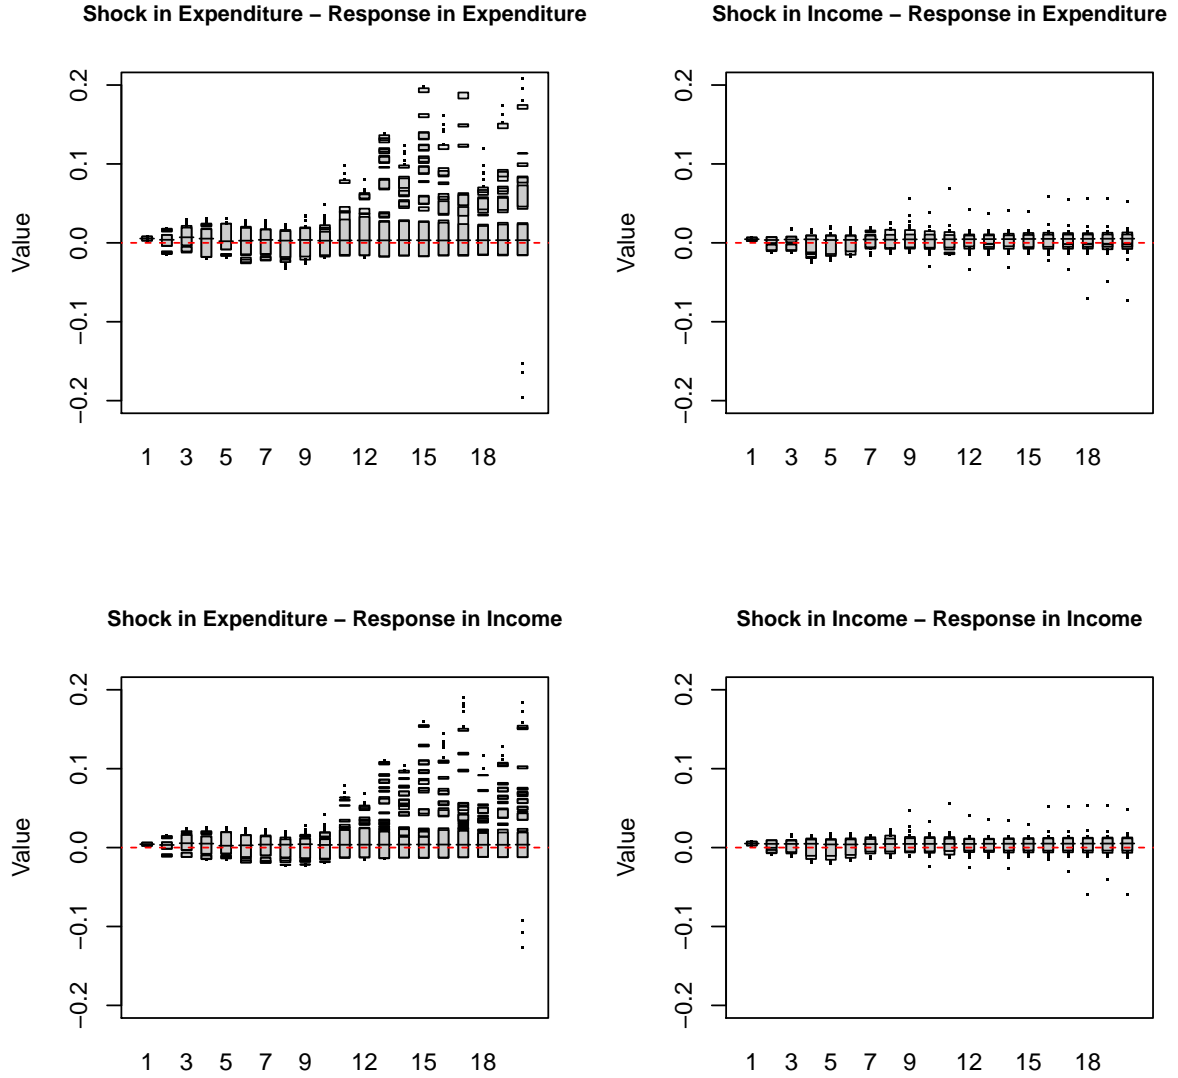 Shock in Expenditure – Response in Expenditure
Value
0.2
0.1
0.0
−0.1
−0.2
1 3 5 7 9 12 15 18
Shock in Income – Response in Expenditure
Value
0.2
0.1
0.0
−0.1
−0.2
1 3 5 7 9 12 15 18
Shock in Expenditure – Response in Income
Value
0.2
0.1
0.0
−0.1
−0.2
1 3 5 7 9 12 15 18
Shock in Income – Response in Income
Value
0.2
0.1
0.0
−0.1
−0.2
1 3 5 7 9 12 15 18